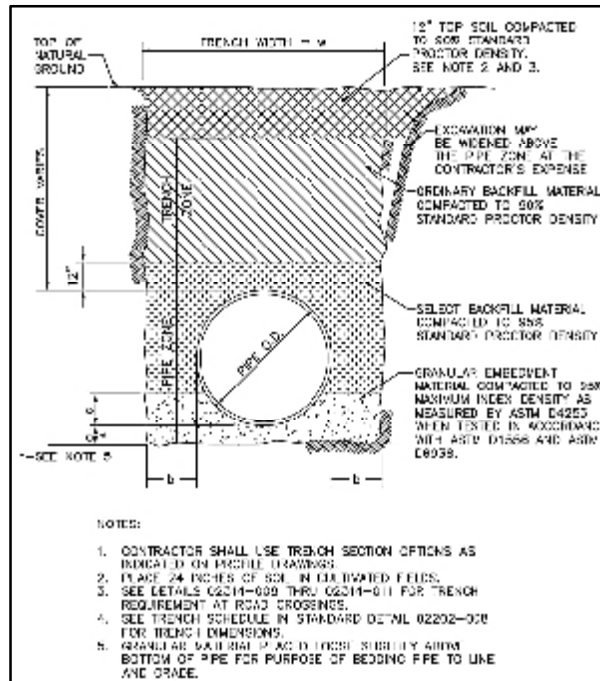 TOP OF
NATURAL
GROUND
TRENCH WIDTH = W
12" TOP SOIL COMPACTED
TO 90% STANDARD
PROCTOR DENSITY.
SEE NOTE 2 AND 3.
EXCAVATION MAY
BE WIDENED ABOVE
THE PIPE ZONE AT THE
CONTRACTOR'S EXPENSE
ORDINARY BACKFILL MATERIAL
COMPACTED TO 90%
STANDARD PROCTOR DENSITY
COVER VARIES
TRENCH
ZONE
12"
SELECT BACKFILL MATERIAL
COMPACTED TO 95%
STANDARD PROCTOR DENSITY
PIPE ZONE
PIPE O.D.
GRANULAR EMBEDMENT
MATERIAL COMPACTED TO 95%
MAXIMUM INDEX DENSITY AS
MEASURED BY ASTM D4253
WHEN TESTED IN ACCORDANCE
WITH ASTM D1556 AND ASTM
SEE NOTE 5
b
b
NOTES:
1. CONTRACTOR SHALL USE TRENCH SECTION OPTIONS AS
INDICATED ON PROFILE DRAWINGS.
2. PLACE 24 INCHES OF SOIL IN CULTIVATED FIELDS.
3. SEE DETAILS 02314-009 THRU 02314-011 FOR TRENCH
REQUIREMENT AT ROAD CROSSINGS.
4. SEE TRENCH SCHEDULE IN STANDARD DETAIL 02202-008
FOR TRENCH DIMENSIONS.
5. GRANULAR MATERIAL PLACED LOOSE SLIGHTLY ABOVE
BOTTOM OF PIPE FOR PURPOSE OF BEDDING PIPE TO LINE
AND GRADE.